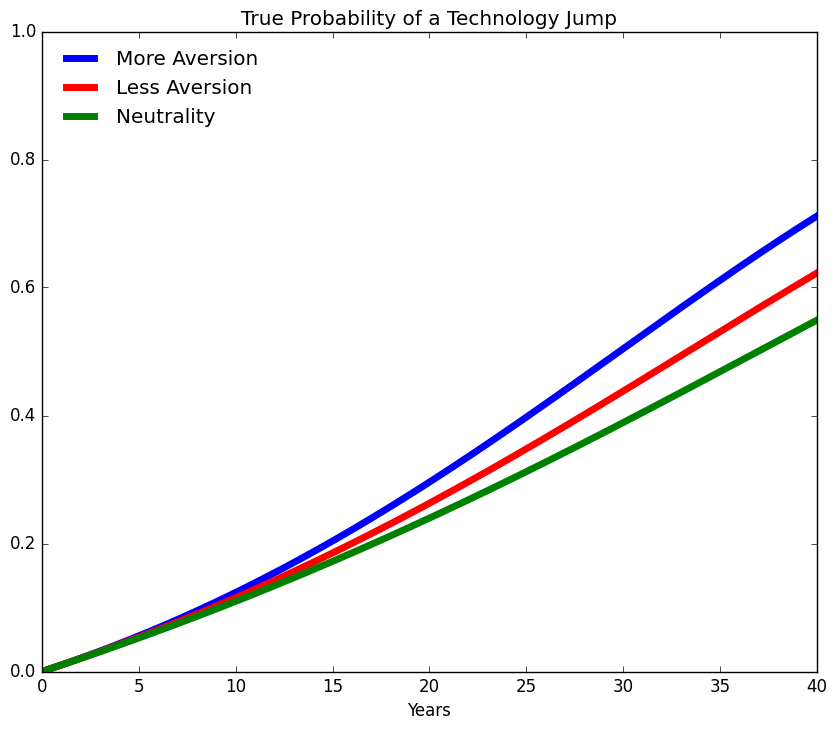 True Probability of a Technology Jump
1.0
More Aversion
Less Aversion
Neutrality
0.8
0.6
0.4
0.2
0.0
0 5 10 15 20 25 30 35 40
Years